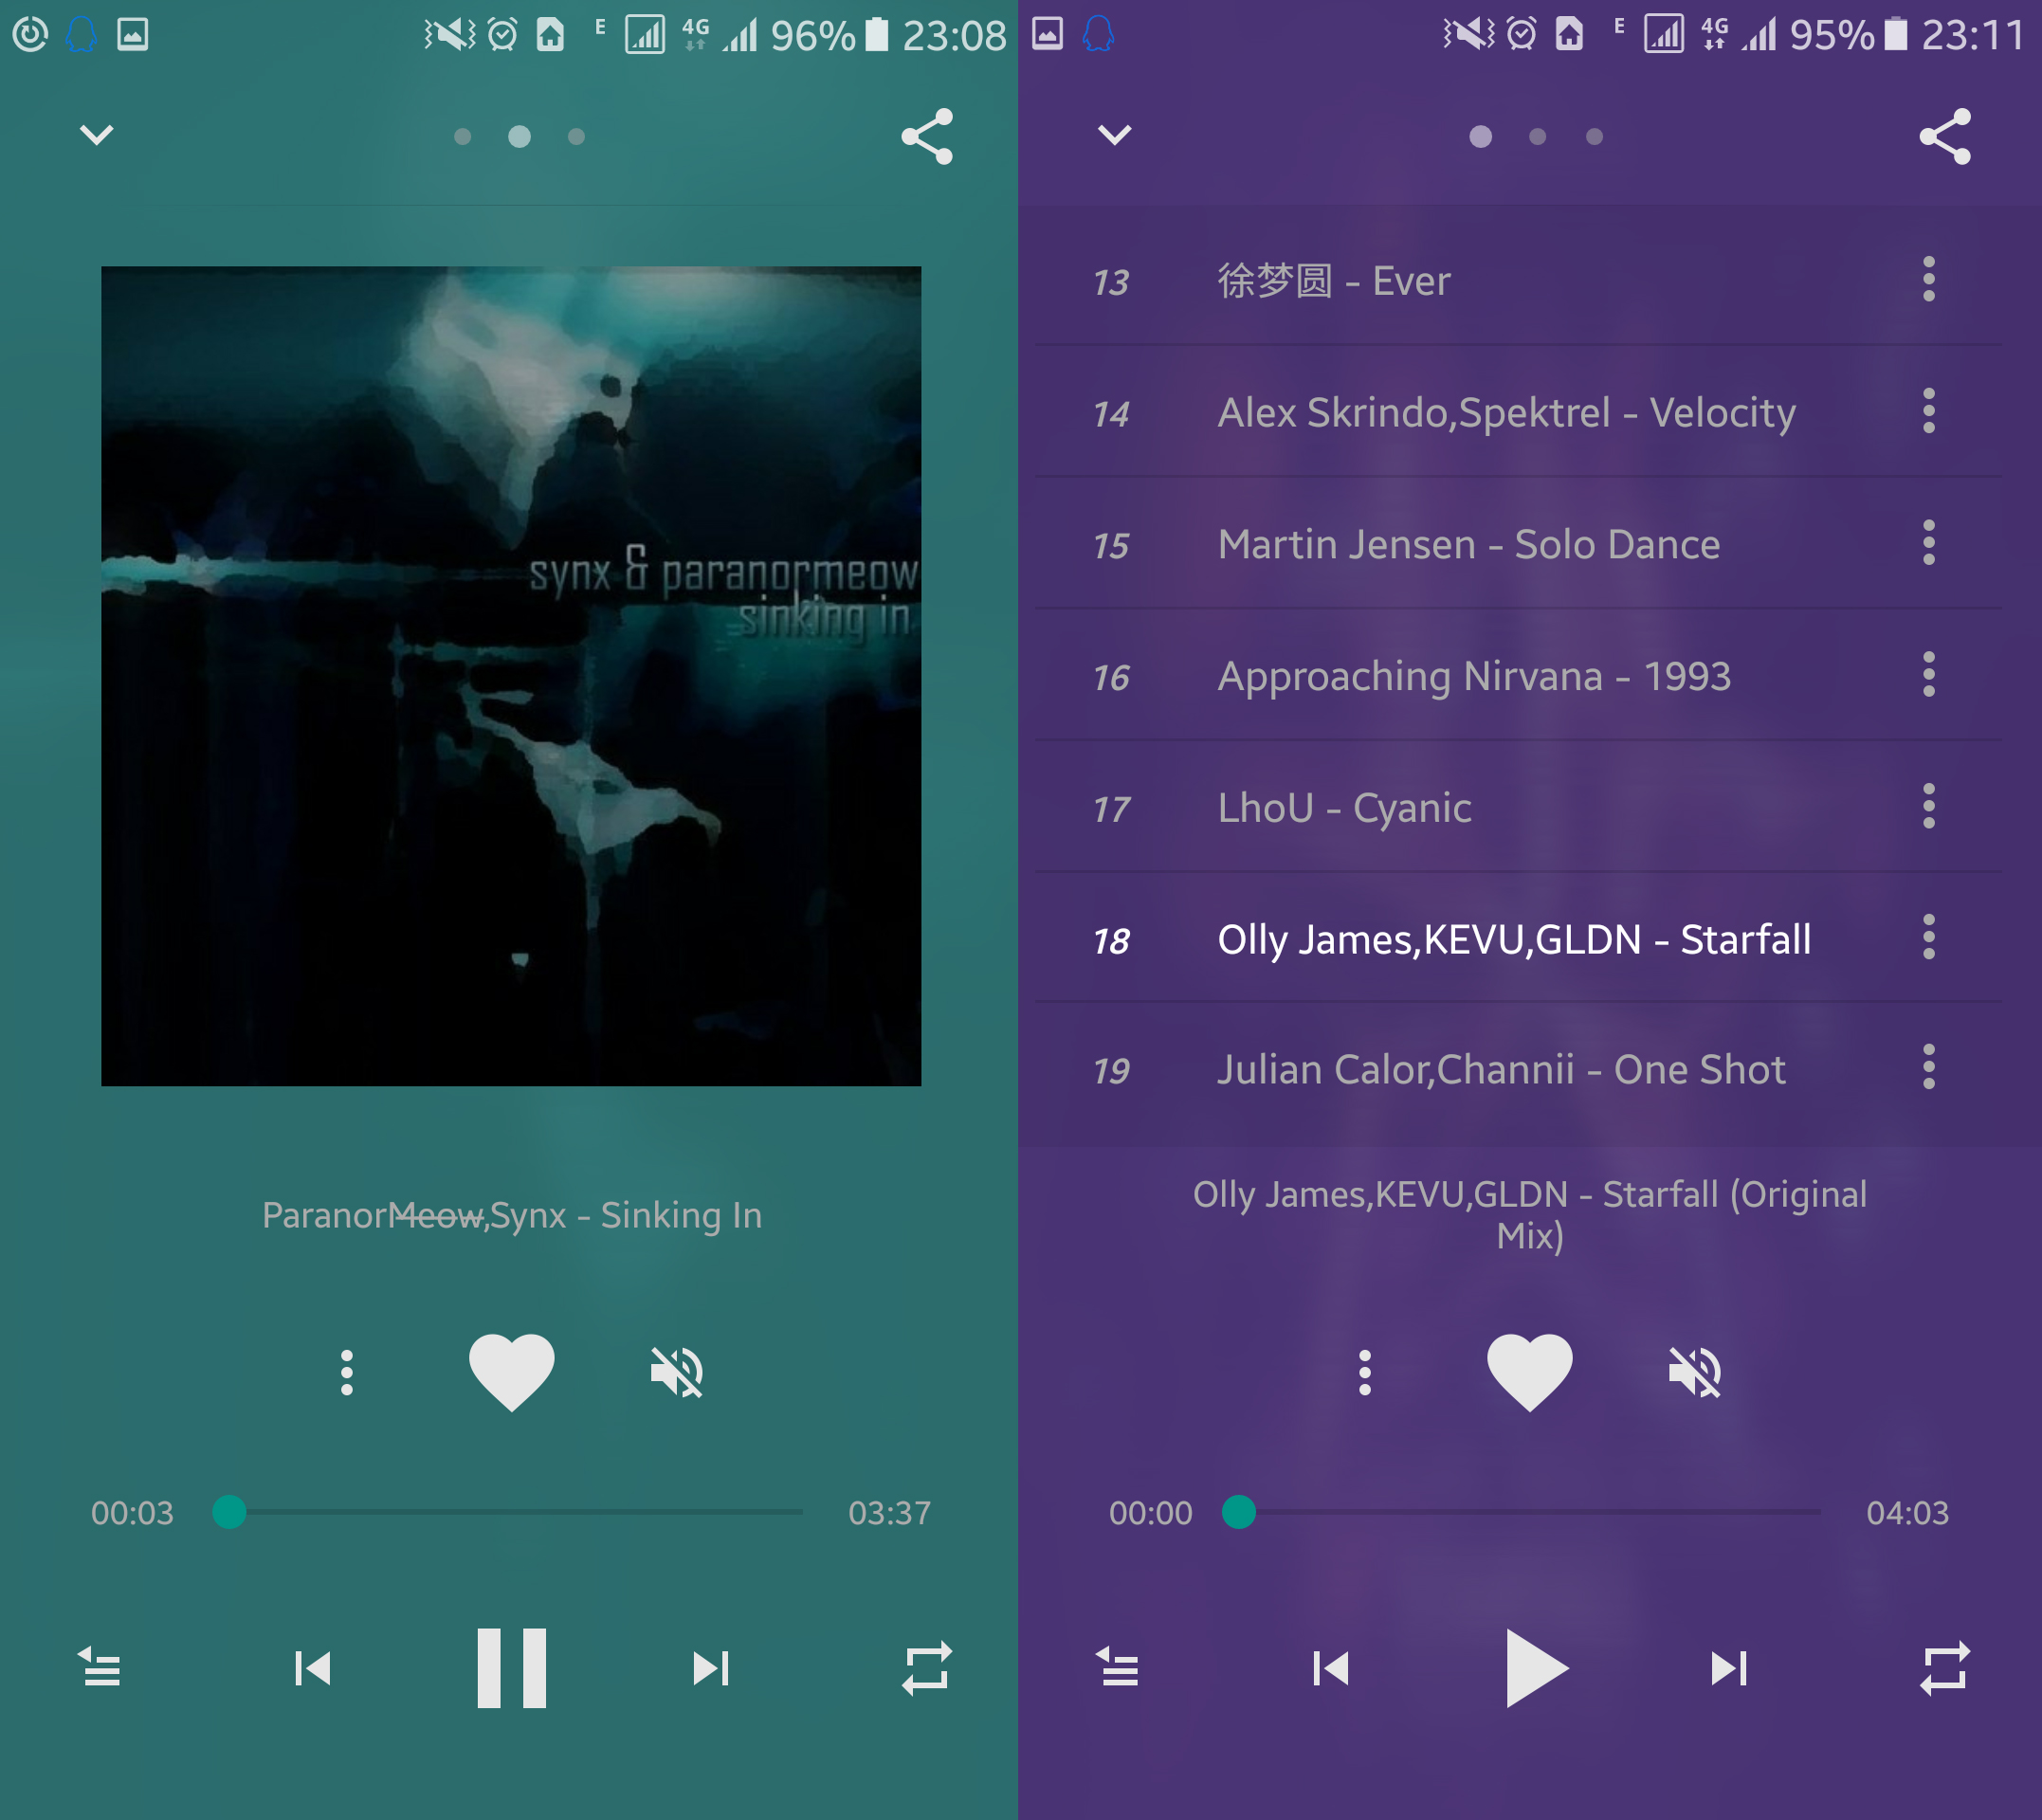 E 4G 96% 23:08
synx & paranormeow
sinking in
ParanorM̶e̶o̶w̶,Synx - Sinking In
00:03 03:37
E 4G 95% 23:11
13 徐梦圆 - Ever
14 Alex Skrindo,Spektrel - Velocity
15 Martin Jensen - Solo Dance
16 Approaching Nirvana - 1993
17 LhoU - Cyanic
18 Olly James,KEVU,GLDN - Starfall
19 Julian Calor,Channii - One Shot
Olly James,KEVU,GLDN - Starfall (Original
Mix)
00:00 04:03